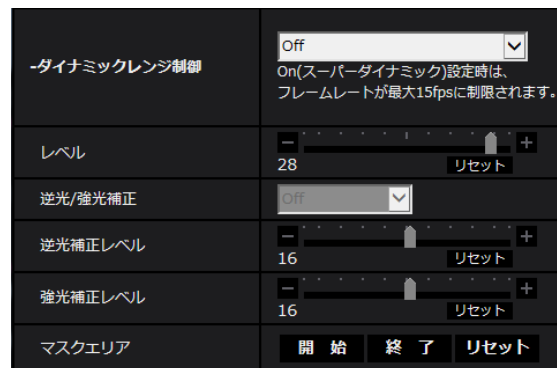 -ダイナミックレンジ制御
Off
On(スーパーダイナミック)設定時は、
フレームレートが最大15fpsに制限されます。
レベル
28
リセット
逆光/強光補正
Off
逆光補正レベル
16
リセット
強光補正レベル
16
リセット
マスクエリア
開 始
終 了
リセット